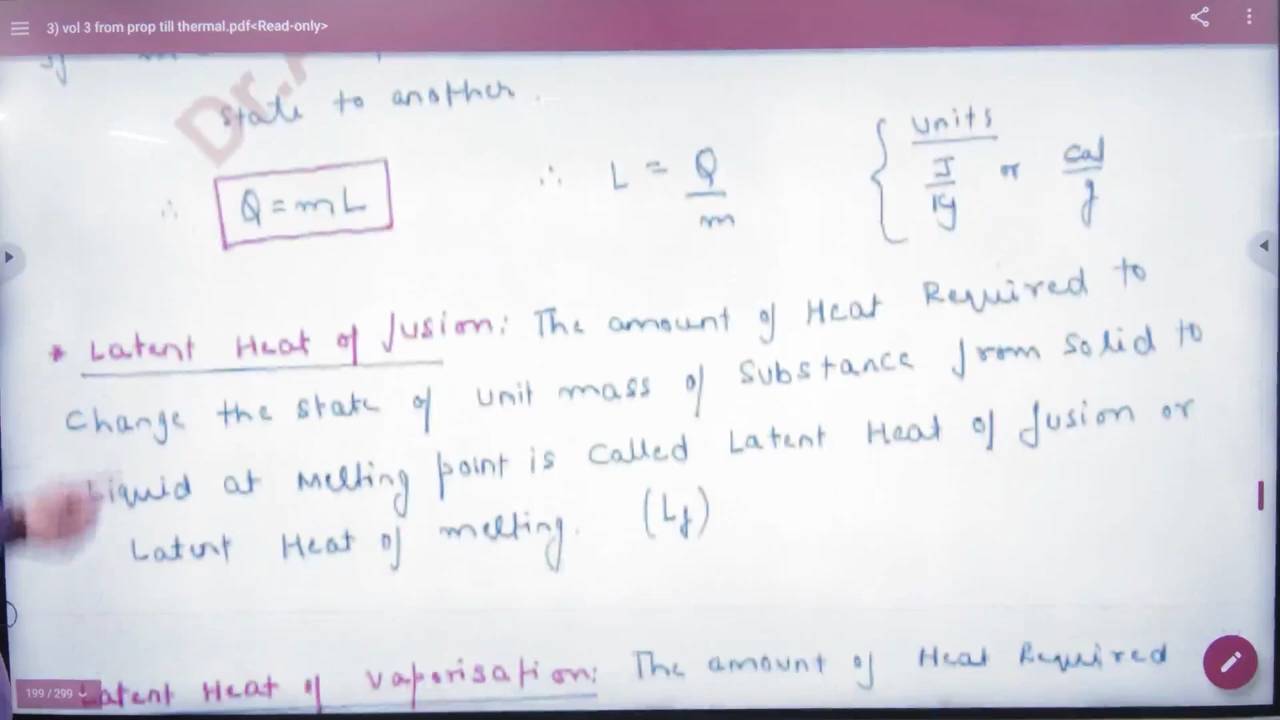 3) vol 3 from prop till thermal.pdf<Read-only>
state to another.
∴ Q = mL ∴ L = Q/m { units J/Kg or Cal/g
* Latent Heat of fusion: The amount of Heat Required to
Change the state of unit mass of substance from solid to
Liquid at Melting point is called Latent Heat of fusion or
Latent Heat of melting. (Lf)
Latent Heat of vaporisation: The amount of Heat Required
199 / 299